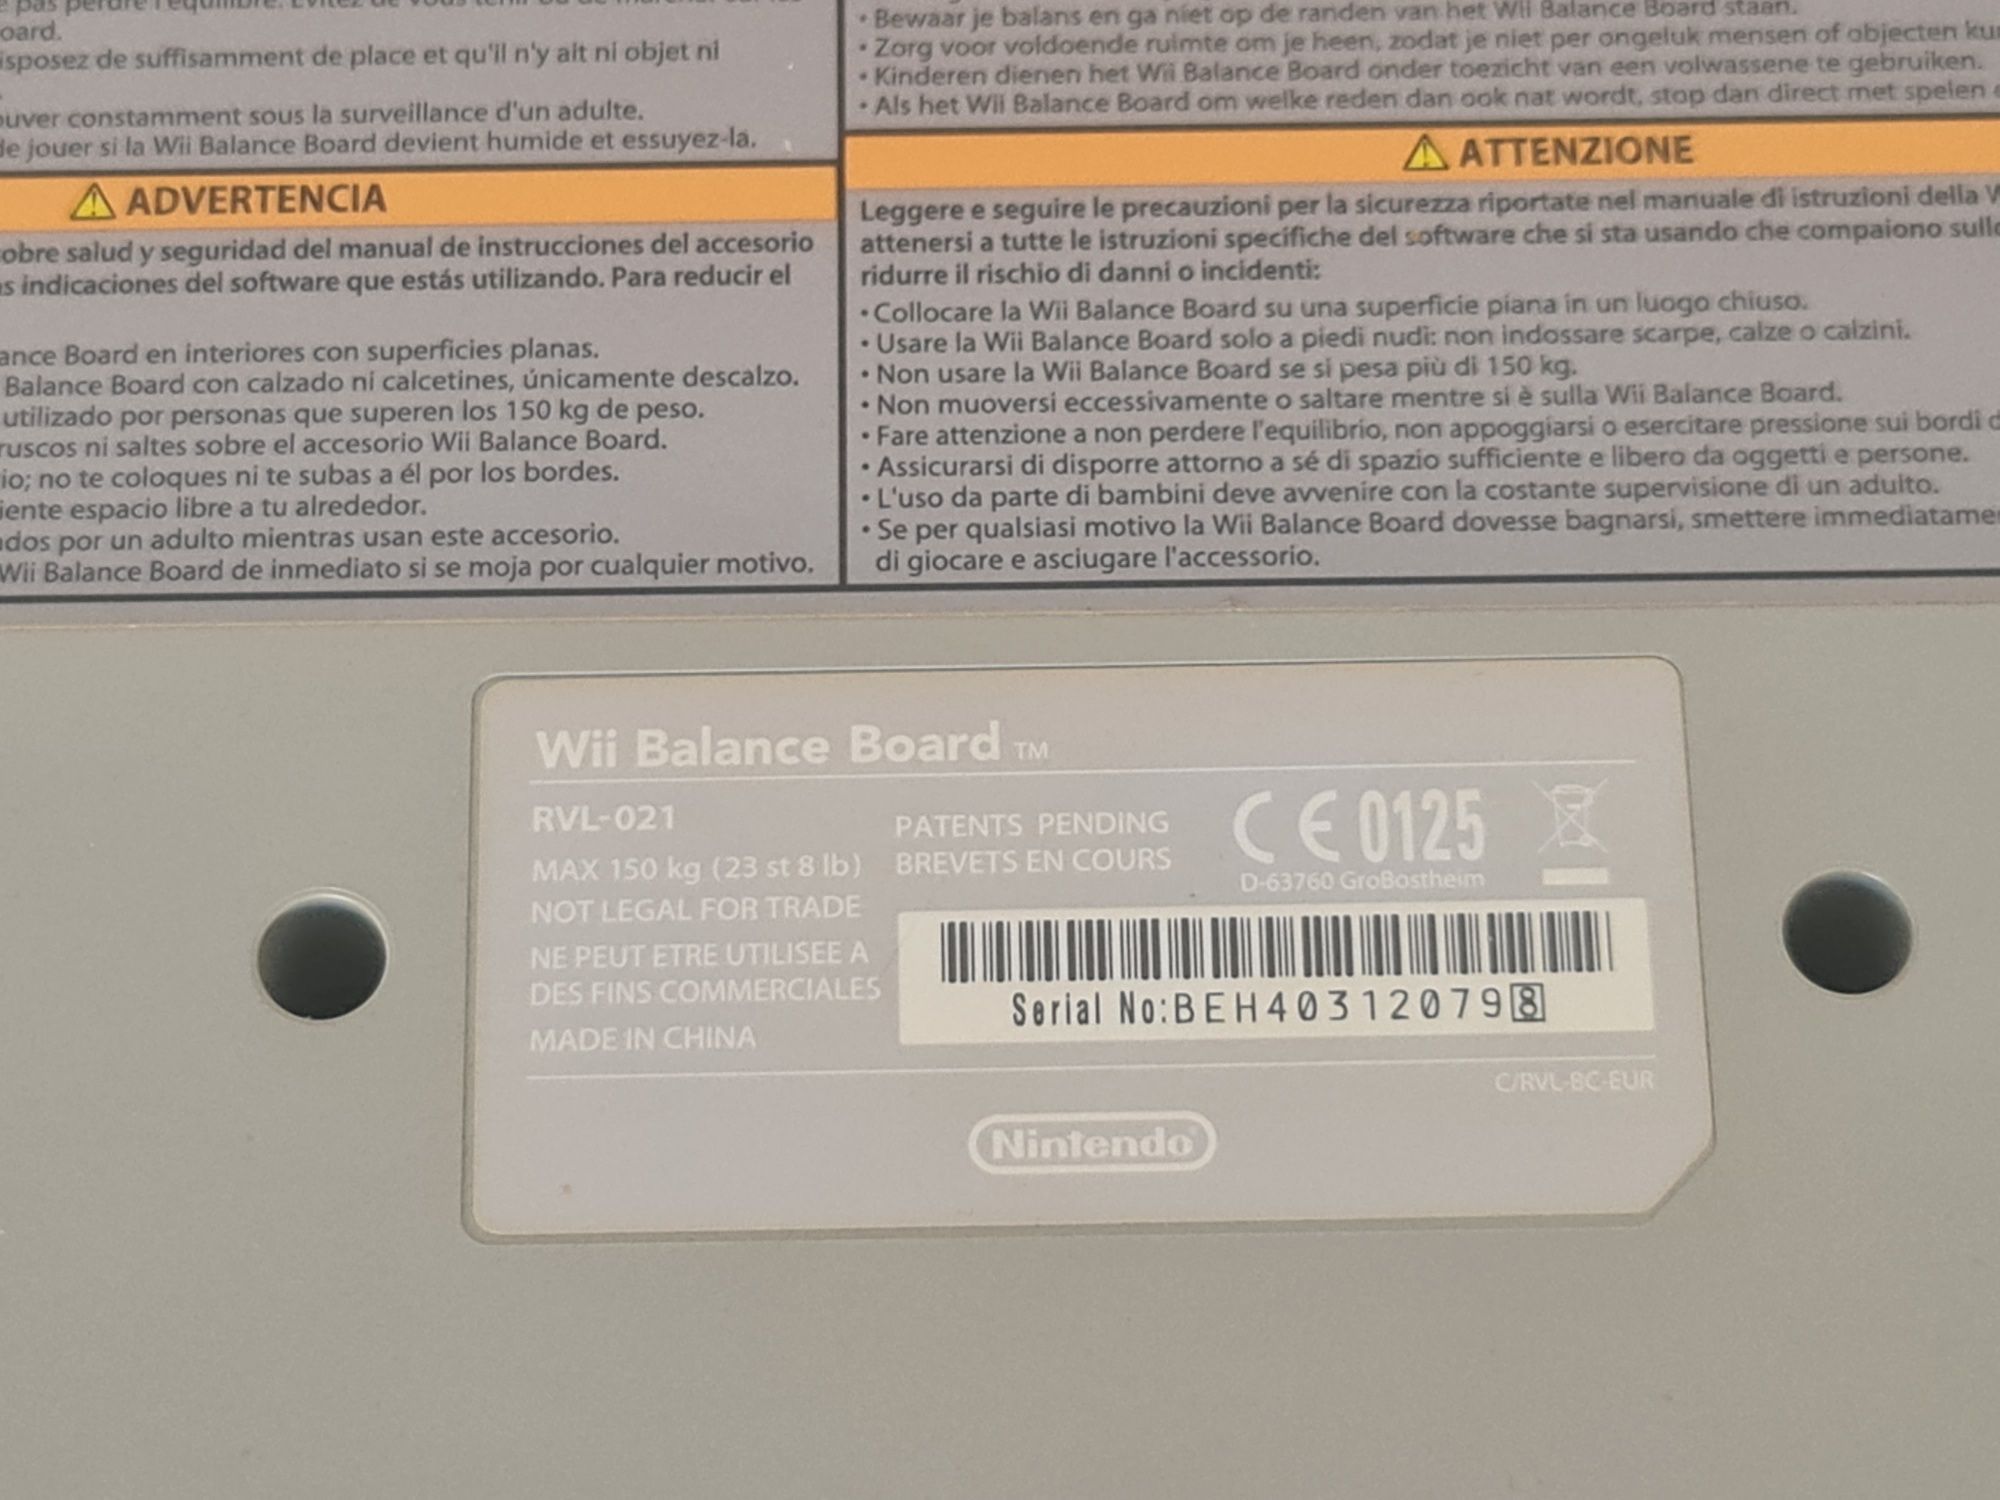 pas perdre l'équilibre. Évitez de vous tenir ou de marcher sur les
oard.
isposez de suffisamment de place et qu'il n'y ait ni objet ni
ouver constamment sous la surveillance d'un adulte.
de jouer si la Wii Balance Board devient humide et essuyez-la.
• Bewaar je balans en ga niet op de randen van het Wii Balance Board staan.
• Zorg voor voldoende ruimte om je heen, zodat je niet per ongeluk mensen of objecten ku
• Kinderen dienen het Wii Balance Board onder toezicht van een volwassene te gebruiken.
• Als het Wii Balance Board om welke reden dan ook nat wordt, stop dan direct met spelen
ADVERTENCIA
obre salud y seguridad del manual de instrucciones del accesorio
s indicaciones del software que estás utilizando. Para reducir el
ance Board en interiores con superficies planas.
Balance Board con calzado ni calcetines, únicamente descalzo.
utilizado por personas que superen los 150 kg de peso.
ruscos ni saltes sobre el accesorio Wii Balance Board.
io; no te coloques ni te subas a él por los bordes.
iente espacio libre a tu alrededor.
ados por un adulto mientras usan este accesorio.
Wii Balance Board de inmediato si se moja por cualquier motivo.
ATTENZIONE
Leggere e seguire le precauzioni per la sicurezza riportate nel manuale di istruzioni della W
attenersi a tutte le istruzioni specifiche del software che si sta usando che compaiono sullo
ridurre il rischio di danni o incidenti:
• Collocare la Wii Balance Board su una superficie piana in un luogo chiuso.
• Usare la Wii Balance Board solo a piedi nudi: non indossare scarpe, calze o calzini.
• Non usare la Wii Balance Board se si pesa più di 150 kg.
• Non muoversi eccessivamente o saltare mentre si è sulla Wii Balance Board.
• Fare attenzione a non perdere l'equilibrio, non appoggiarsi o esercitare pressione sui bordi d
• Assicurarsi di disporre attorno a sé di spazio sufficiente e libero da oggetti e persone.
• L'uso da parte di bambini deve avvenire con la costante supervisione di un adulto.
• Se per qualsiasi motivo la Wii Balance Board dovesse bagnarsi, smettere immediatame
di giocare e asciugare l'accessorio.
Wii Balance Board TM
RVL-021
MAX 150 kg (23 st 8 lb)
NOT LEGAL FOR TRADE
NE PEUT ETRE UTILISEE A
DES FINS COMMERCIALES
MADE IN CHINA
PATENTS PENDING
BREVETS EN COURS
CE 0125
D-63760 Großostheim
Serial No:BEH403120798
C/RVL-BC-EUR
Nintendo